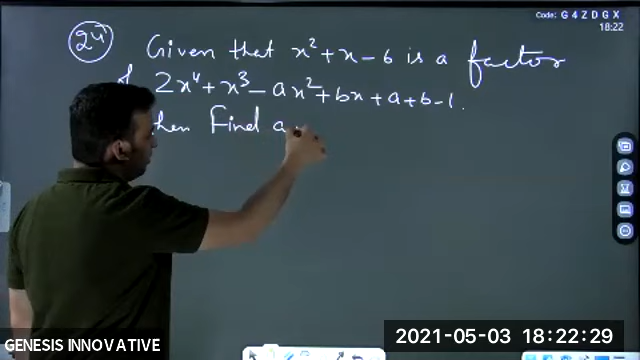 Code: G4ZDGX
18:22
24) Given that x² + x - 6 is a factor
of 2x⁴ + x³ - ax² + bx + a + b - 1.
hen Find a
GENESIS INNOVATIVE
2021-05-03 18:22:29